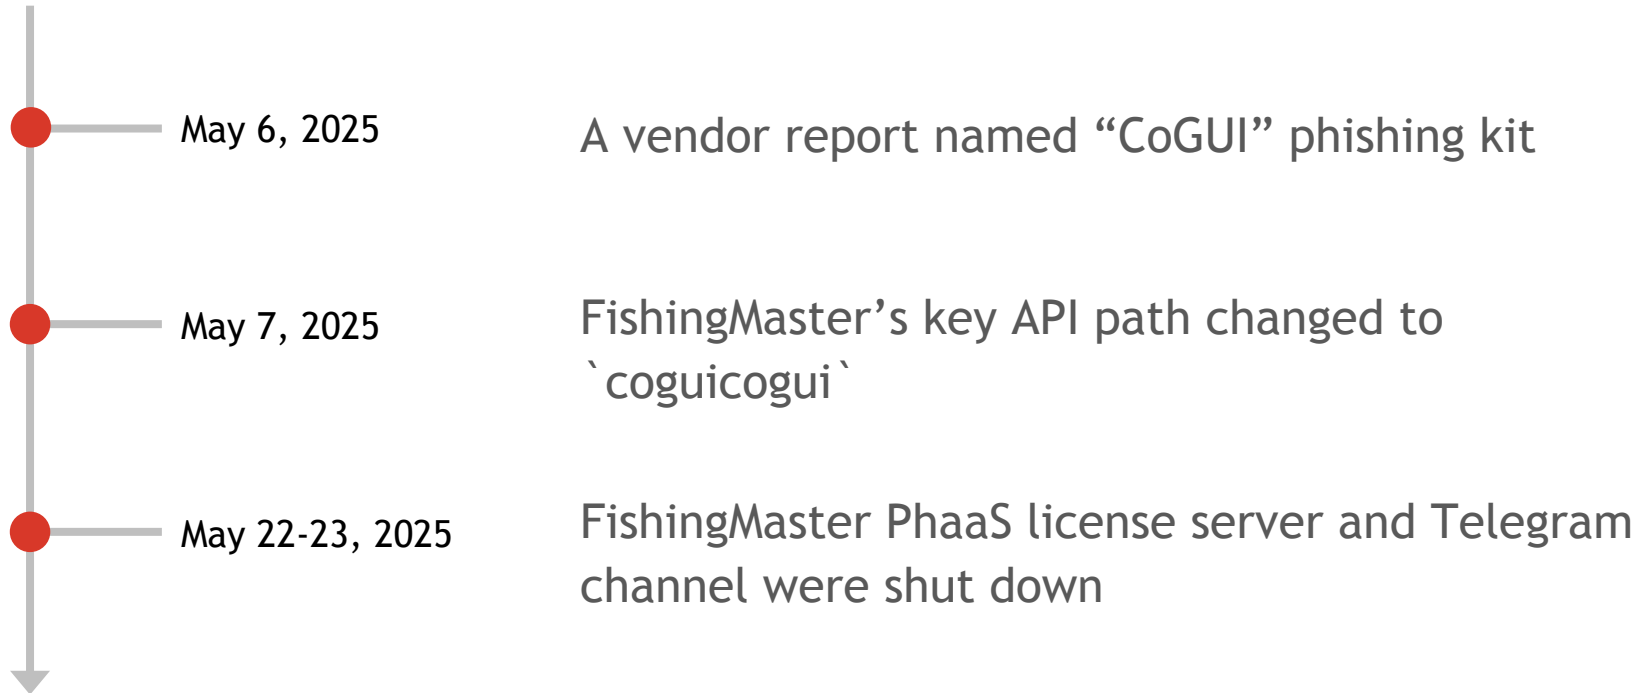 May 6, 2025
A vendor report named “CoGUI” phishing kit
May 7, 2025
FishingMaster’s key API path changed to
`coguicogui`
May 22-23, 2025
FishingMaster PhaaS license server and Telegram
channel were shut down